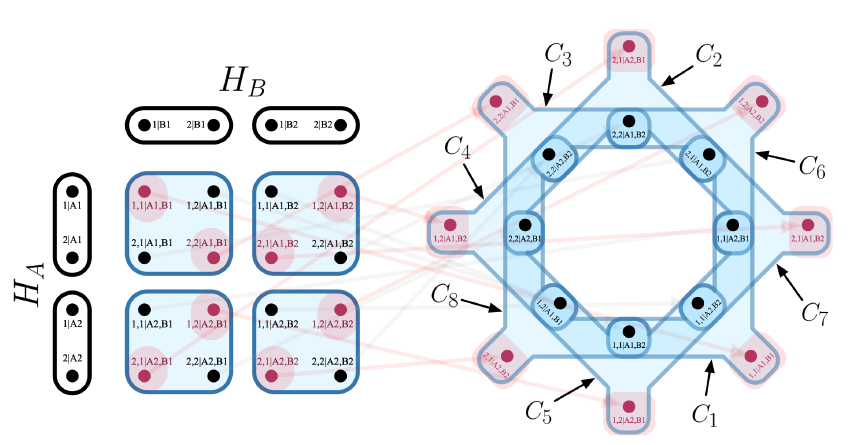 H_B
1|B1 2|B1 1|B2 2|B2
H_A
1|A1
2|A1
1|A2
2|A2
1,1|A1,B1 1,2|A1,B1 1,1|A1,B2 1,2|A1,B2
2,1|A1,B1 2,2|A1,B1 2,1|A1,B2 2,2|A1,B2
1,1|A2,B1 1,2|A2,B1 1,1|A2,B2 1,2|A2,B2
2,1|A2,B1 2,2|A2,B1 2,1|A2,B2 2,2|A2,B2
C_3
C_2
C_4
C_6
C_8
C_7
C_5
C_1
2,1|A2,B1
2,2|A1,B1
1,2|A2,B2
2,2|A1,B2
2,2|A2,B2
2,1|A1,B2
1,2|A1,B2
2,2|A2,B1
1,1|A2,B1
2,1|A1,B2
1,2|A1,B1
1,1|A2,B2
1,1|A1,B2
2,1|A2,B2
1,1|A1,B1
1,2|A2,B1